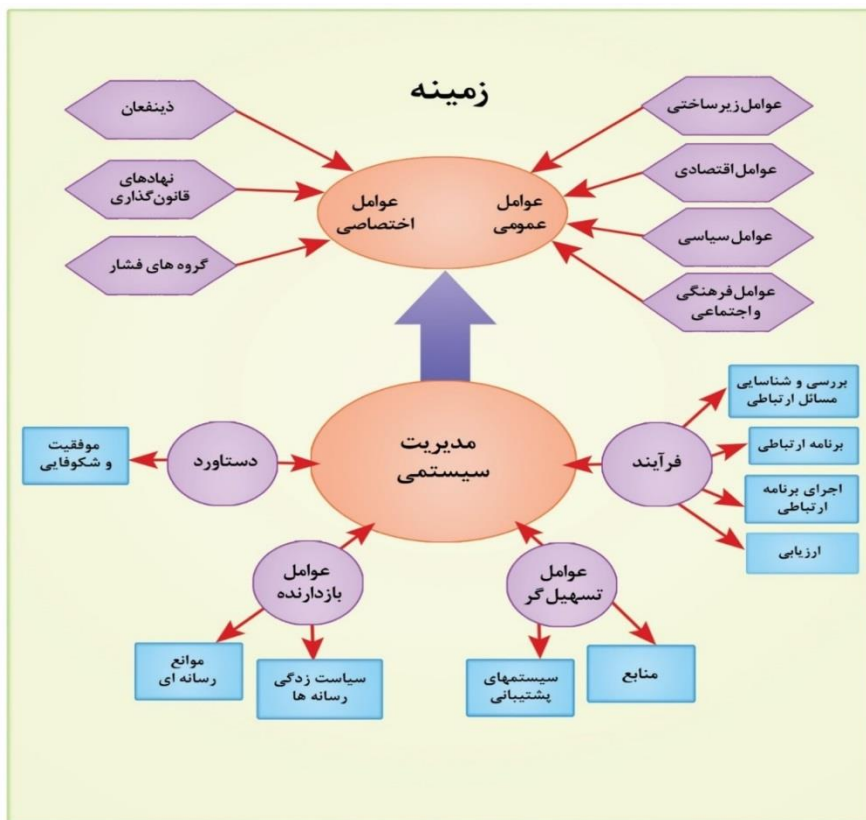 زمینه
عوامل زیر ساختی
عوامل اقتصادی
عوامل سیاسی
عوامل فرهنگی
و اجتماعی
ذینفعان
نهادهای
قانون گذاری
گروه های فشار
عوامل
عمومی
عوامل
اختصاصی
مدیریت
سیستمی
فرآیند
بررسی و شناسایی
مسائل ارتباطی
برنامه ارتباطی
اجرای برنامه
ارتباطی
ارزیابی
دستاورد
موفقیت
و شکوفایی
عوامل
تسهیل گر
منابع
سیستمهای
پشتیبانی
عوامل
بازدارنده
سیاست زدگی
رسانه ها
موانع
رسانه ای